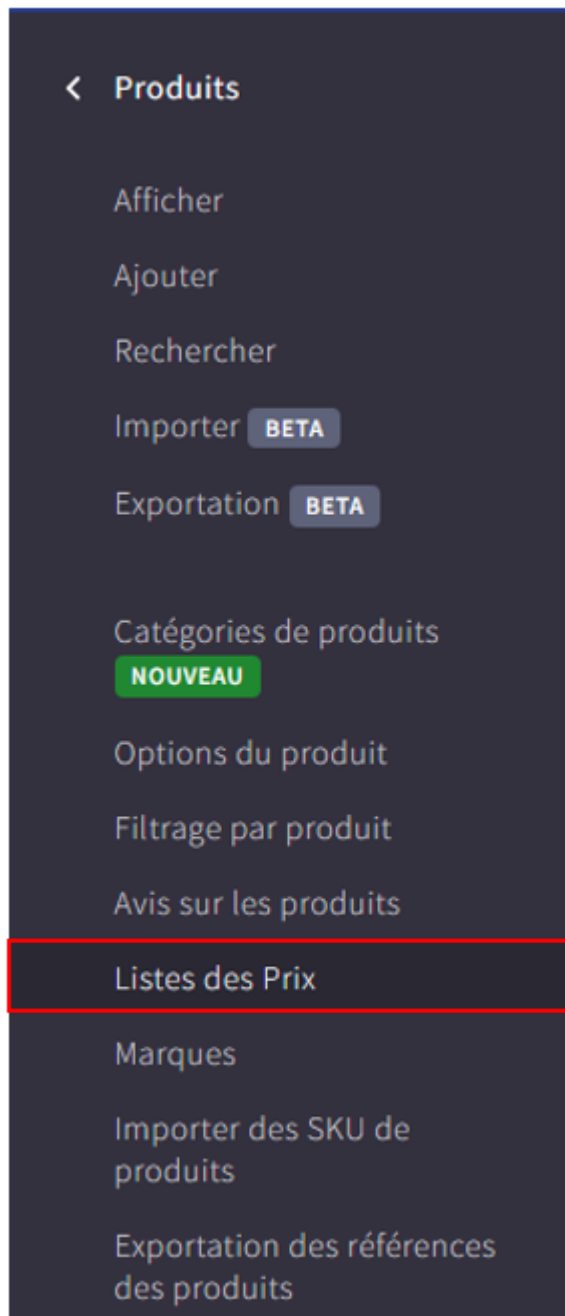 Produits
Afficher
Ajouter
Rechercher
Importer BETA
Exportation BETA
Catégories de produits
NOUVEAU
Options du produit
Filtrage par produit
Avis sur les produits
Listes des Prix
Marques
Importer des SKU de
produits
Exportation des références
des produits